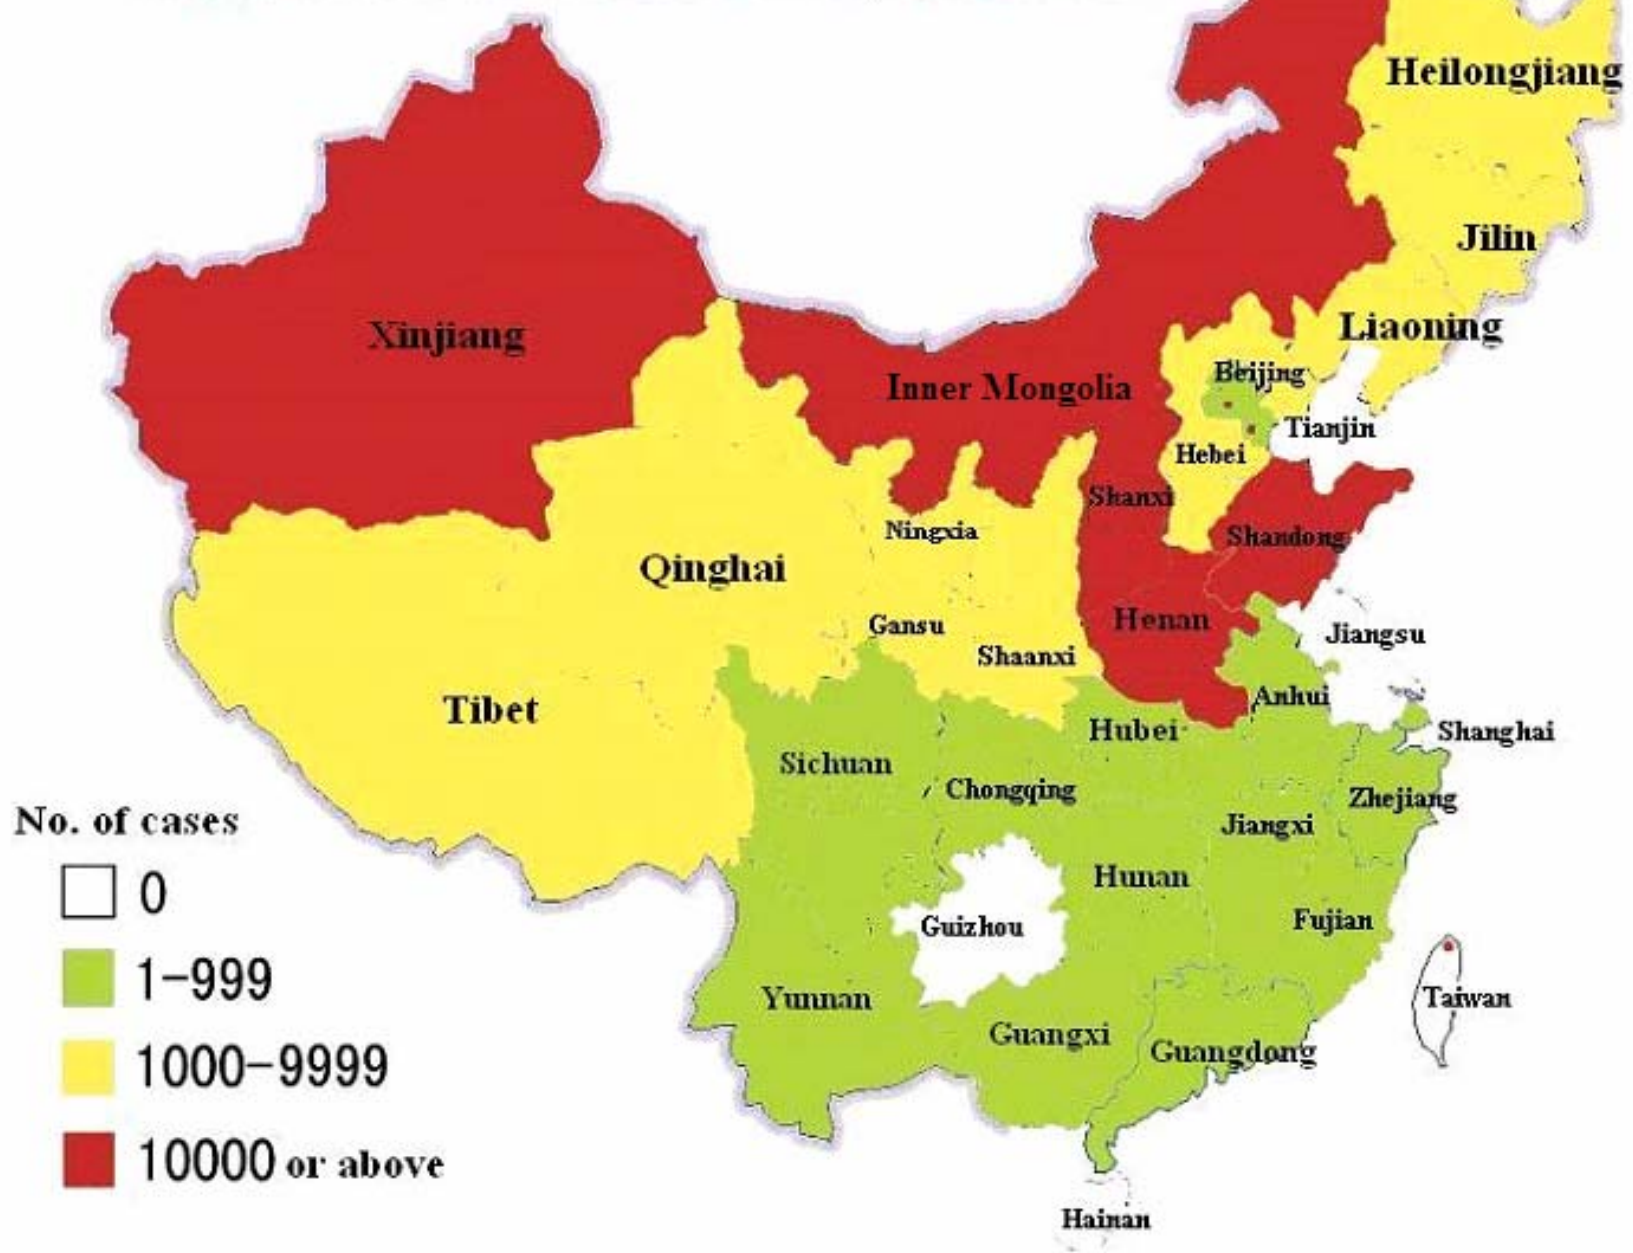 Heilongjiang
Jilin
Xinjiang
Liaoning
Beijing
Inner Mongolia
Tianjin
Hebei
Shanxi
Ningxia
Shandong
Qinghai
Henan
Gansu
Jiangsu
Shaanxi
Anhui
Tibet
Hubei
Shanghai
Sichuan
Chongqing
Zhejiang
Jiangxi
Hunan
Fujian
Guizhou
Yunnan
Taiwan
Guangxi
Guangdong
Hainan
No. of cases
0
1-999
1000-9999
10000 or above